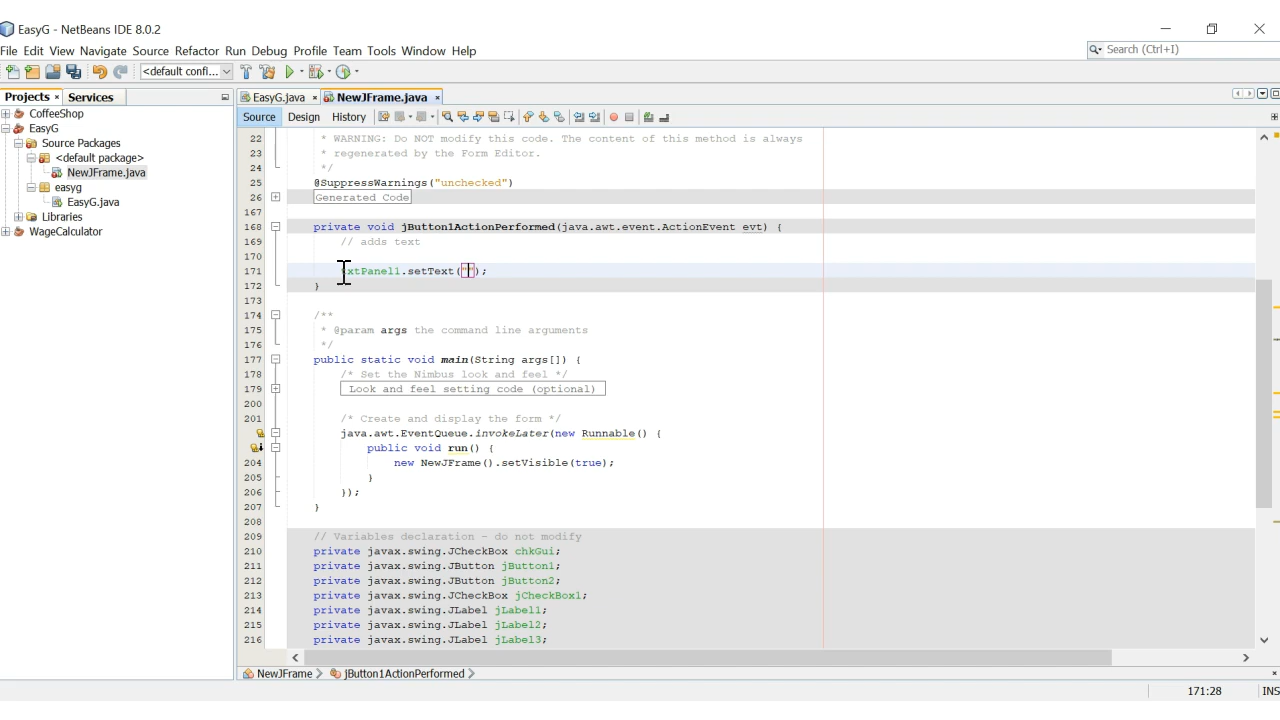 EasyG - NetBeans IDE 8.0.2
File Edit View Navigate Source Refactor Run Debug Profile Team Tools Window Help
Search (Ctrl+I)
<default confl...
Projects × Services
EasyG.java × NewJFrame.java ×
CoffeeShop
EasyG
Source Packages
<default package>
NewJFrame.java
easyg
EasyG.java
Libraries
WageCalculator
Source Design History
22 * WARNING: Do NOT modify this code. The content of this method is always
23 * regenerated by the Form Editor.
24 */
25 @SuppressWarnings("unchecked")
26 Generated Code
167
168 private void jButton1ActionPerformed(java.awt.event.ActionEvent evt) {
169 // adds text
170
171 txtPanel1.setText("");
172 }
173
174 /**
175 * @param args the command line arguments
176 */
177 public static void main(String args[]) {
178 /* Set the Nimbus look and feel */
179 Look and feel setting code (optional)
200
201 /* Create and display the form */
java.awt.EventQueue.invokeLater(new Runnable() {
public void run() {
204 new NewJFrame().setVisible(true);
205 }
206 });
207 }
208
209 // Variables declaration - do not modify
210 private javax.swing.JCheckBox chkGui;
211 private javax.swing.JButton jButton1;
212 private javax.swing.JButton jButton2;
213 private javax.swing.JCheckBox jCheckBox1;
214 private javax.swing.JLabel jLabel1;
215 private javax.swing.JLabel jLabel2;
216 private javax.swing.JLabel jLabel3;
NewJFrame jButton1ActionPerformed
171:28 INS